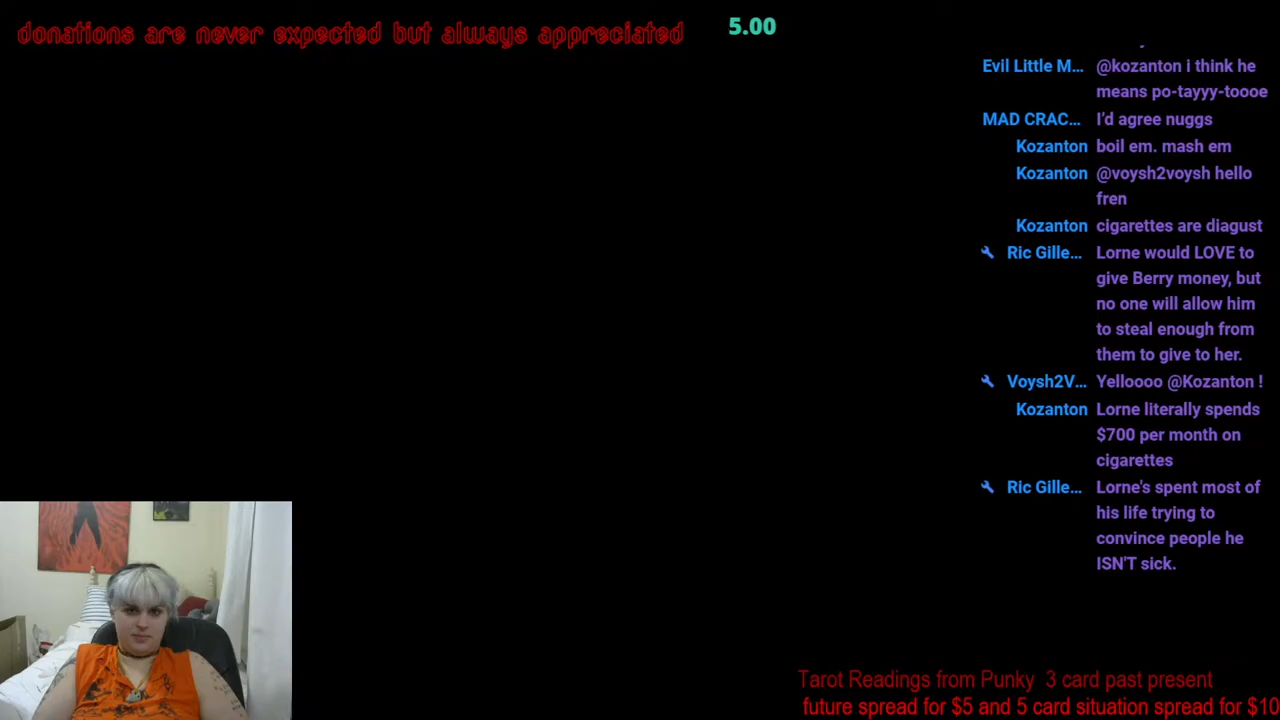 donations are never expected but always appreciated
5.00
Evil Little M... @kozanton i think he
means po-tayyy-toooe
MAD CRAC... I'd agree nuggs
Kozanton boil em. mash em
Kozanton @voysh2voysh hello
fren
Kozanton cigarettes are diagust
Ric Gille... Lorne would LOVE to
give Berry money, but
no one will allow him
to steal enough from
them to give to her.
Voysh2V... Yelloooo @Kozanton !
Kozanton Lorne literally spends
$700 per month on
cigarettes
Ric Gille... Lorne's spent most of
his life trying to
convince people he
ISN'T sick.
Tarot Readings from Punky 3 card past present
future spread for $5 and 5 card situation spread for $10